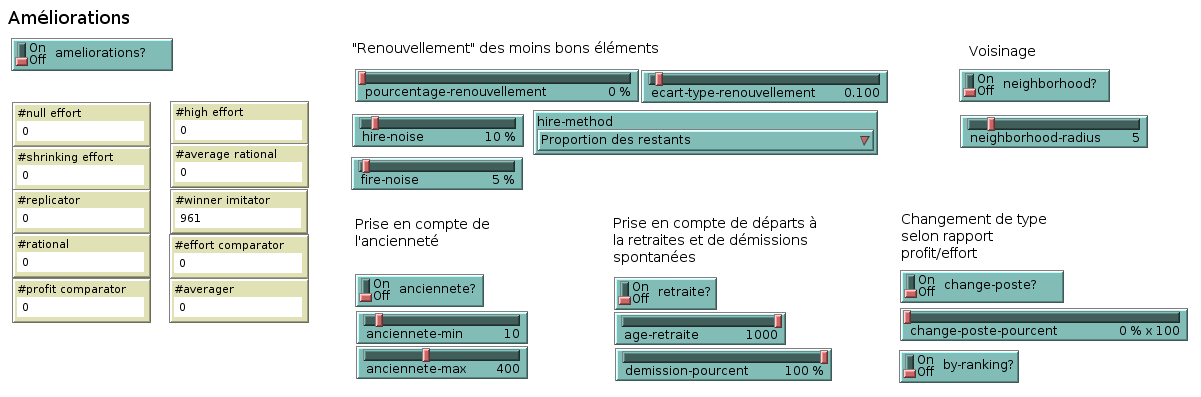 Améliorations
On
Off
ameliorations?
#null effort
0
#high effort
0
#shrinking effort
0
#average rational
0
#replicator
0
#winner imitator
961
#rational
0
#effort comparator
0
#profit comparator
0
#averager
0
"Renouvellement" des moins bons éléments
pourcentage-renouvellement 0 %
ecart-type-renouvellement 0.100
hire-noise 10 %
hire-method
Proportion des restants
fire-noise 5 %
Voisinage
On
Off
neighborhood?
neighborhood-radius 5
Prise en compte de
l'ancienneté
On
Off
anciennete?
anciennete-min 10
anciennete-max 400
Prise en compte de départs à
la retraites et de démissions
spontanées
On
Off
retraite?
age-retraite 1000
demission-pourcent 100 %
Changement de type
selon rapport
profit/effort
On
Off
change-poste?
change-poste-pourcent 0 % x 100
On
Off
by-ranking?